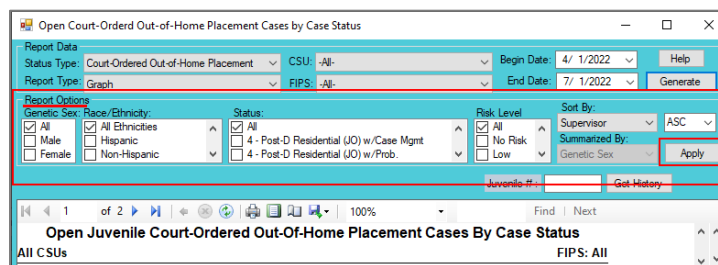 Open Court-Orderd Out-of-Home Placement Cases by Case Status
Report Data
Status Type: Court-Ordered Out-of-Home Placement CSU: -All- Begin Date: 4/ 1/2022 Help
Report Type: Graph FIPS: -All- End Date: 7/ 1/2022 Generate
Report Options
Genetic Sex: Race/Ethnicity: Status: Risk Level Sort By:
All All Ethnicities All All Supervisor ASC
Male Hispanic 4 - Post-D Residential (JO) w/Case Mgmt No Risk Summarized By:
Female Non-Hispanic 4 - Post-D Residential (JO) w/Prob. Low Genetic Sex Apply
Juvenile # : Get History
1 of 2 100% Find | Next
Open Juvenile Court-Ordered Out-Of-Home Placement Cases By Case Status
All CSUs FIPS: All